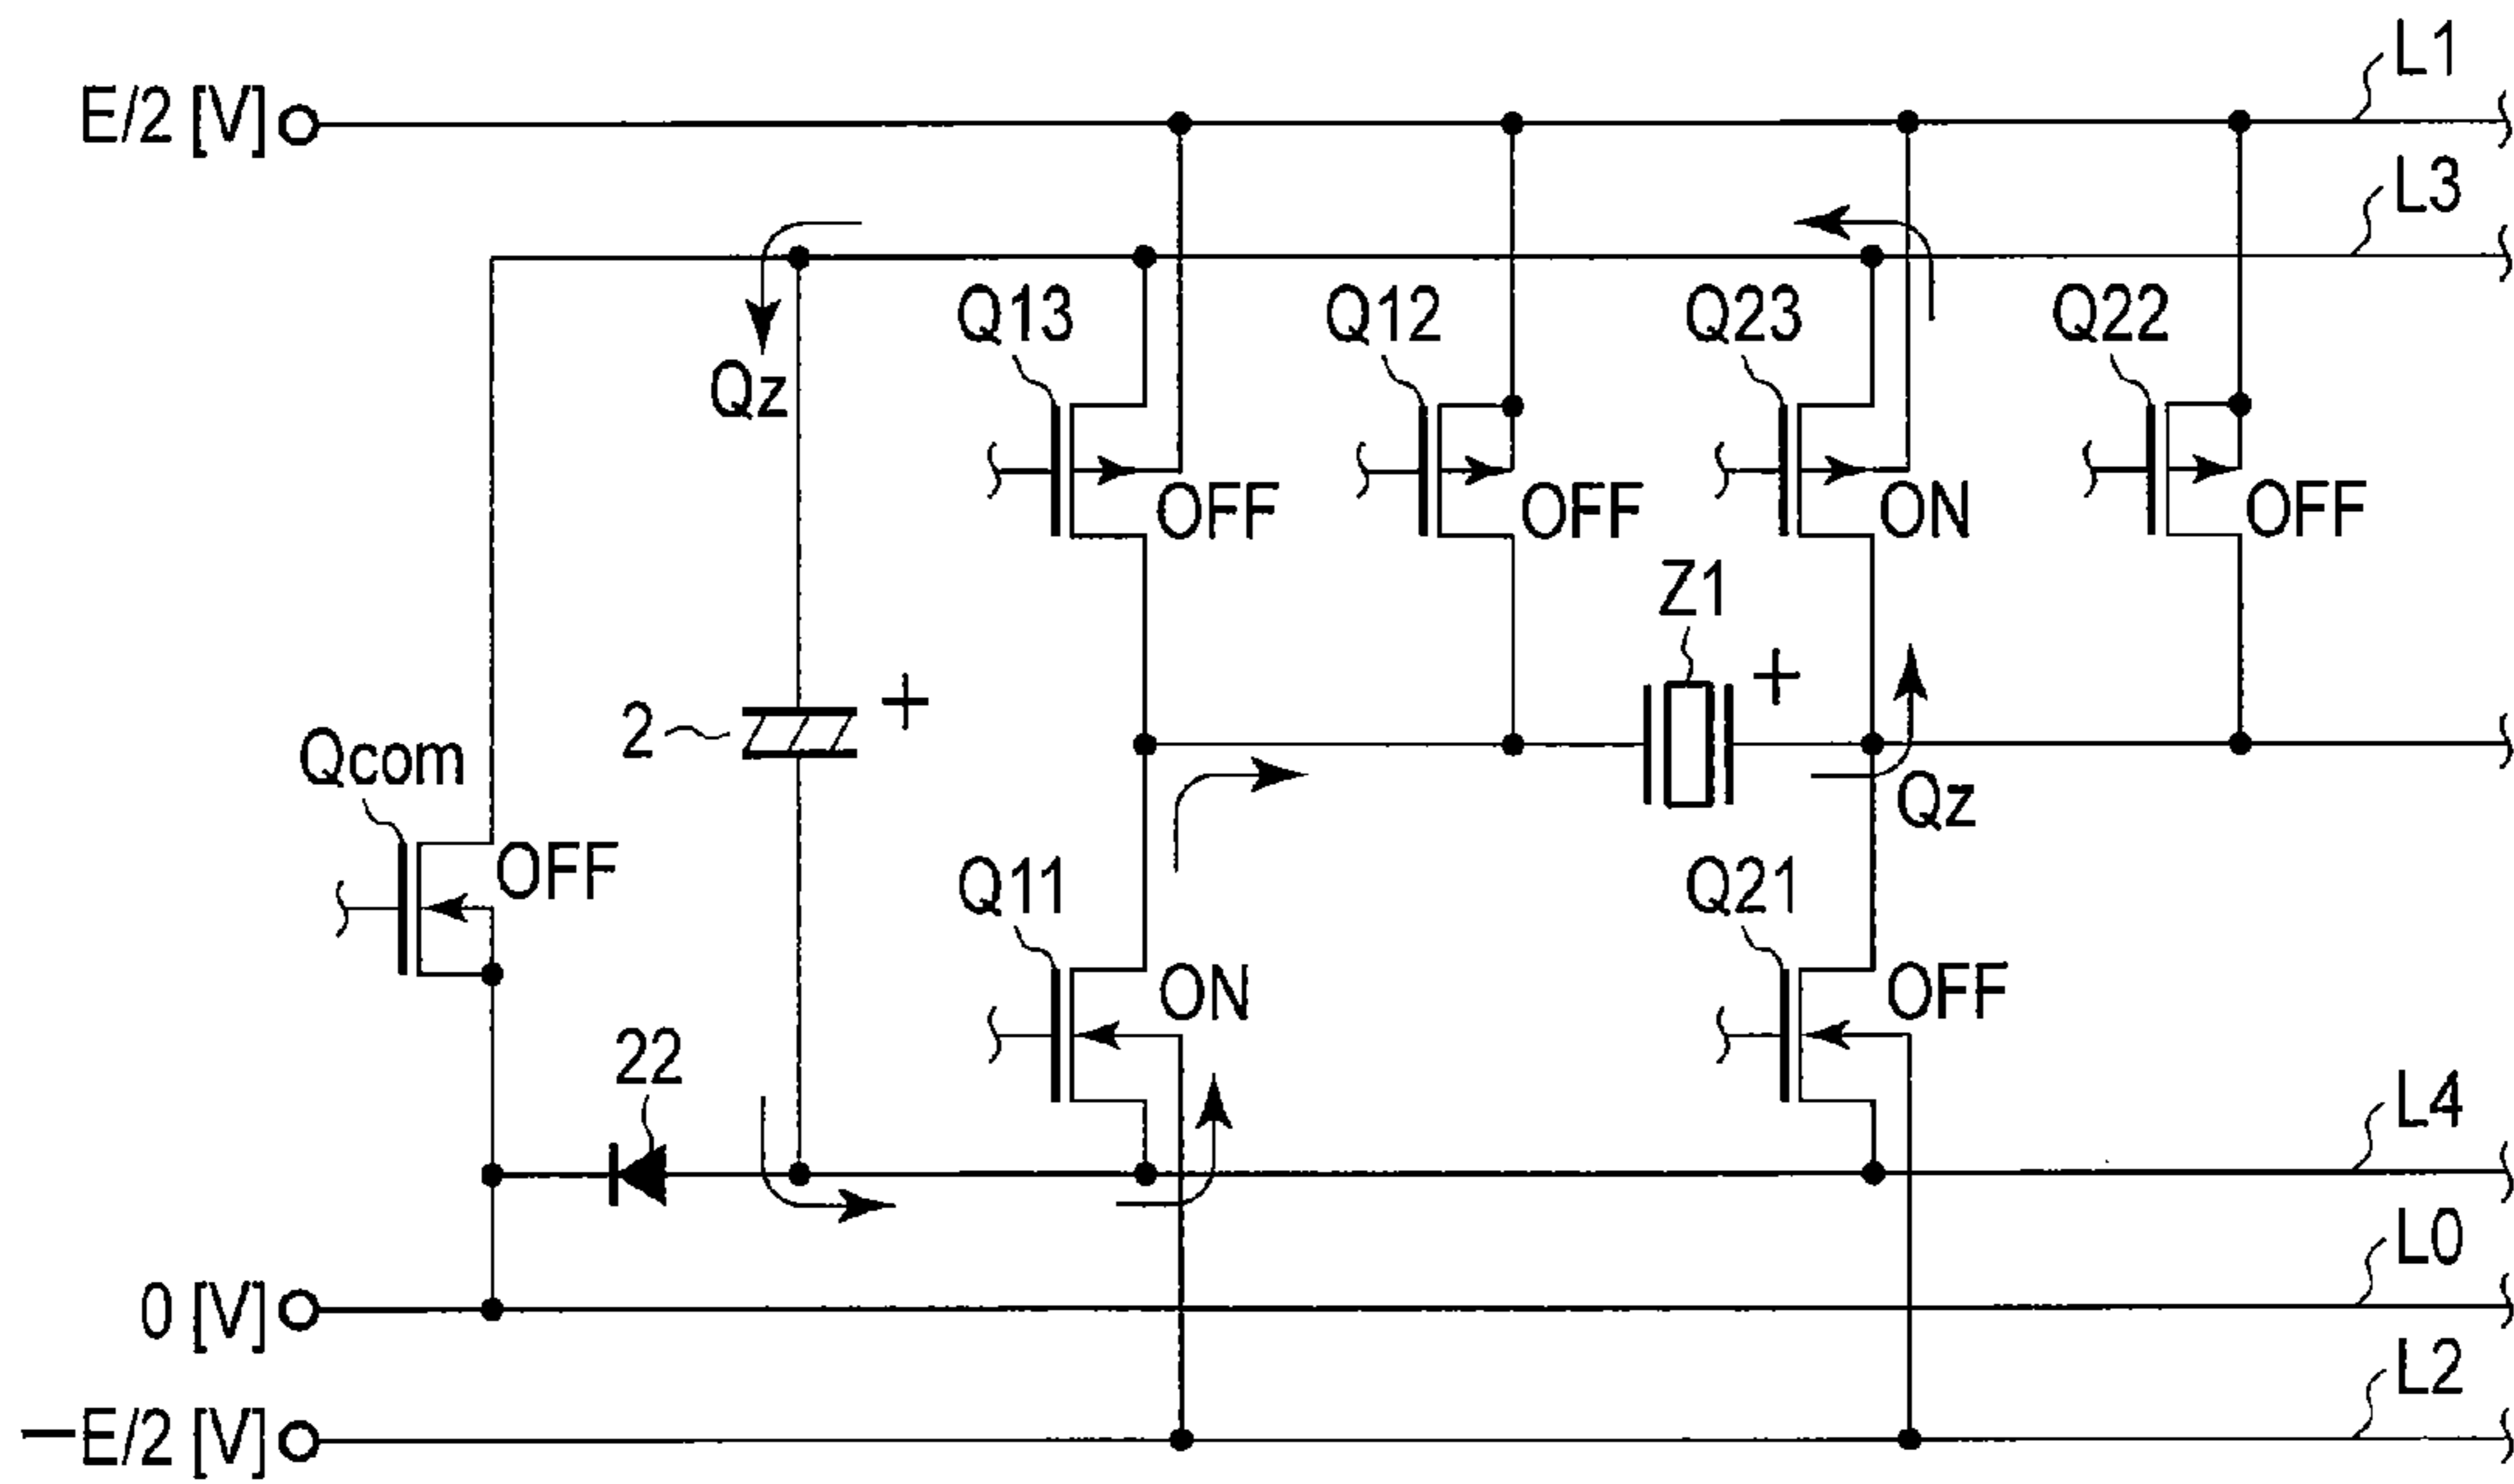 L1
E/2 [V]
L3
Q13
Q12
Q23
Q22
Qz
OFF
OFF
ON
OFF
Z1
+
+
2
Qcom
Qz
OFF
Q11
Q21
ON
OFF
22
L4
L0
0 [V]
L2
—E/2 [V]